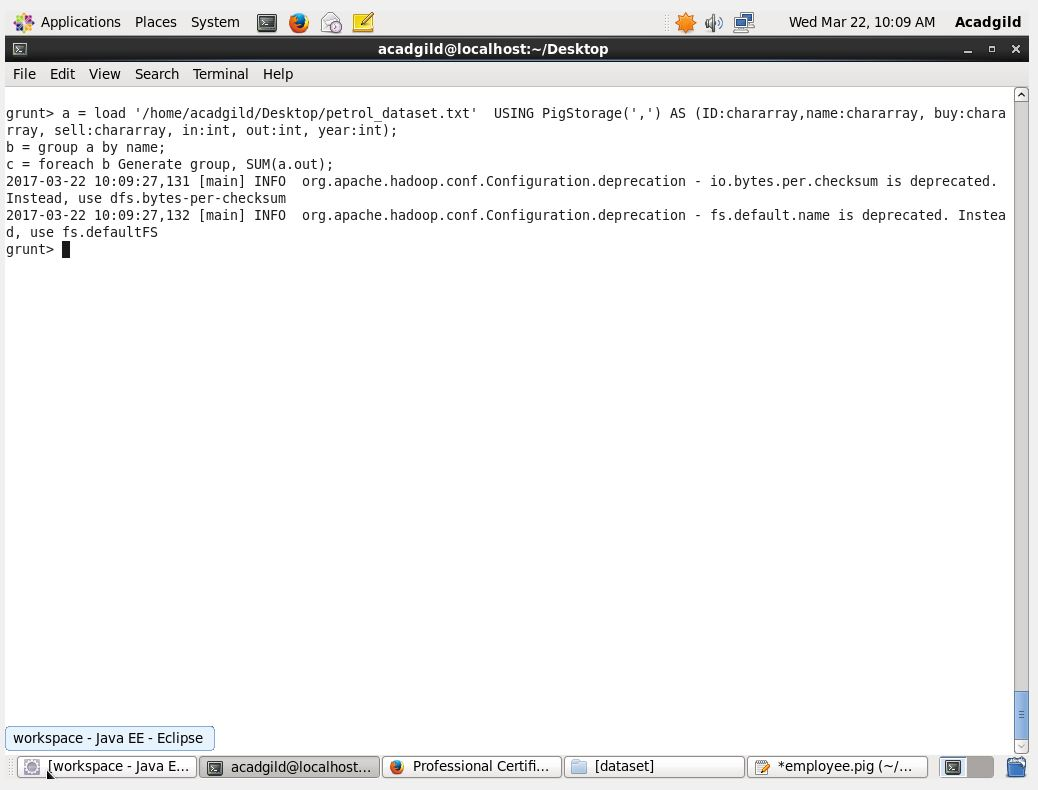 Applications Places System Wed Mar 22, 10:09 AM Acadgild
acadgild@localhost:~/Desktop
File Edit View Search Terminal Help
grunt> a = load '/home/acadgild/Desktop/petrol_dataset.txt'  USING PigStorage(',') AS (ID:chararray,name:chararray, buy:chara
rray, sell:chararray, in:int, out:int, year:int);
b = group a by name;
c = foreach b Generate group, SUM(a.out);
2017-03-22 10:09:27,131 [main] INFO  org.apache.hadoop.conf.Configuration.deprecation - io.bytes.per.checksum is deprecated.
Instead, use dfs.bytes-per-checksum
2017-03-22 10:09:27,132 [main] INFO  org.apache.hadoop.conf.Configuration.deprecation - fs.default.name is deprecated. Instea
d, use fs.defaultFS
grunt>
workspace - Java EE - Eclipse
[workspace - Java E... acadgild@localhost:... Professional Certifi... [dataset] *employee.pig (~/...